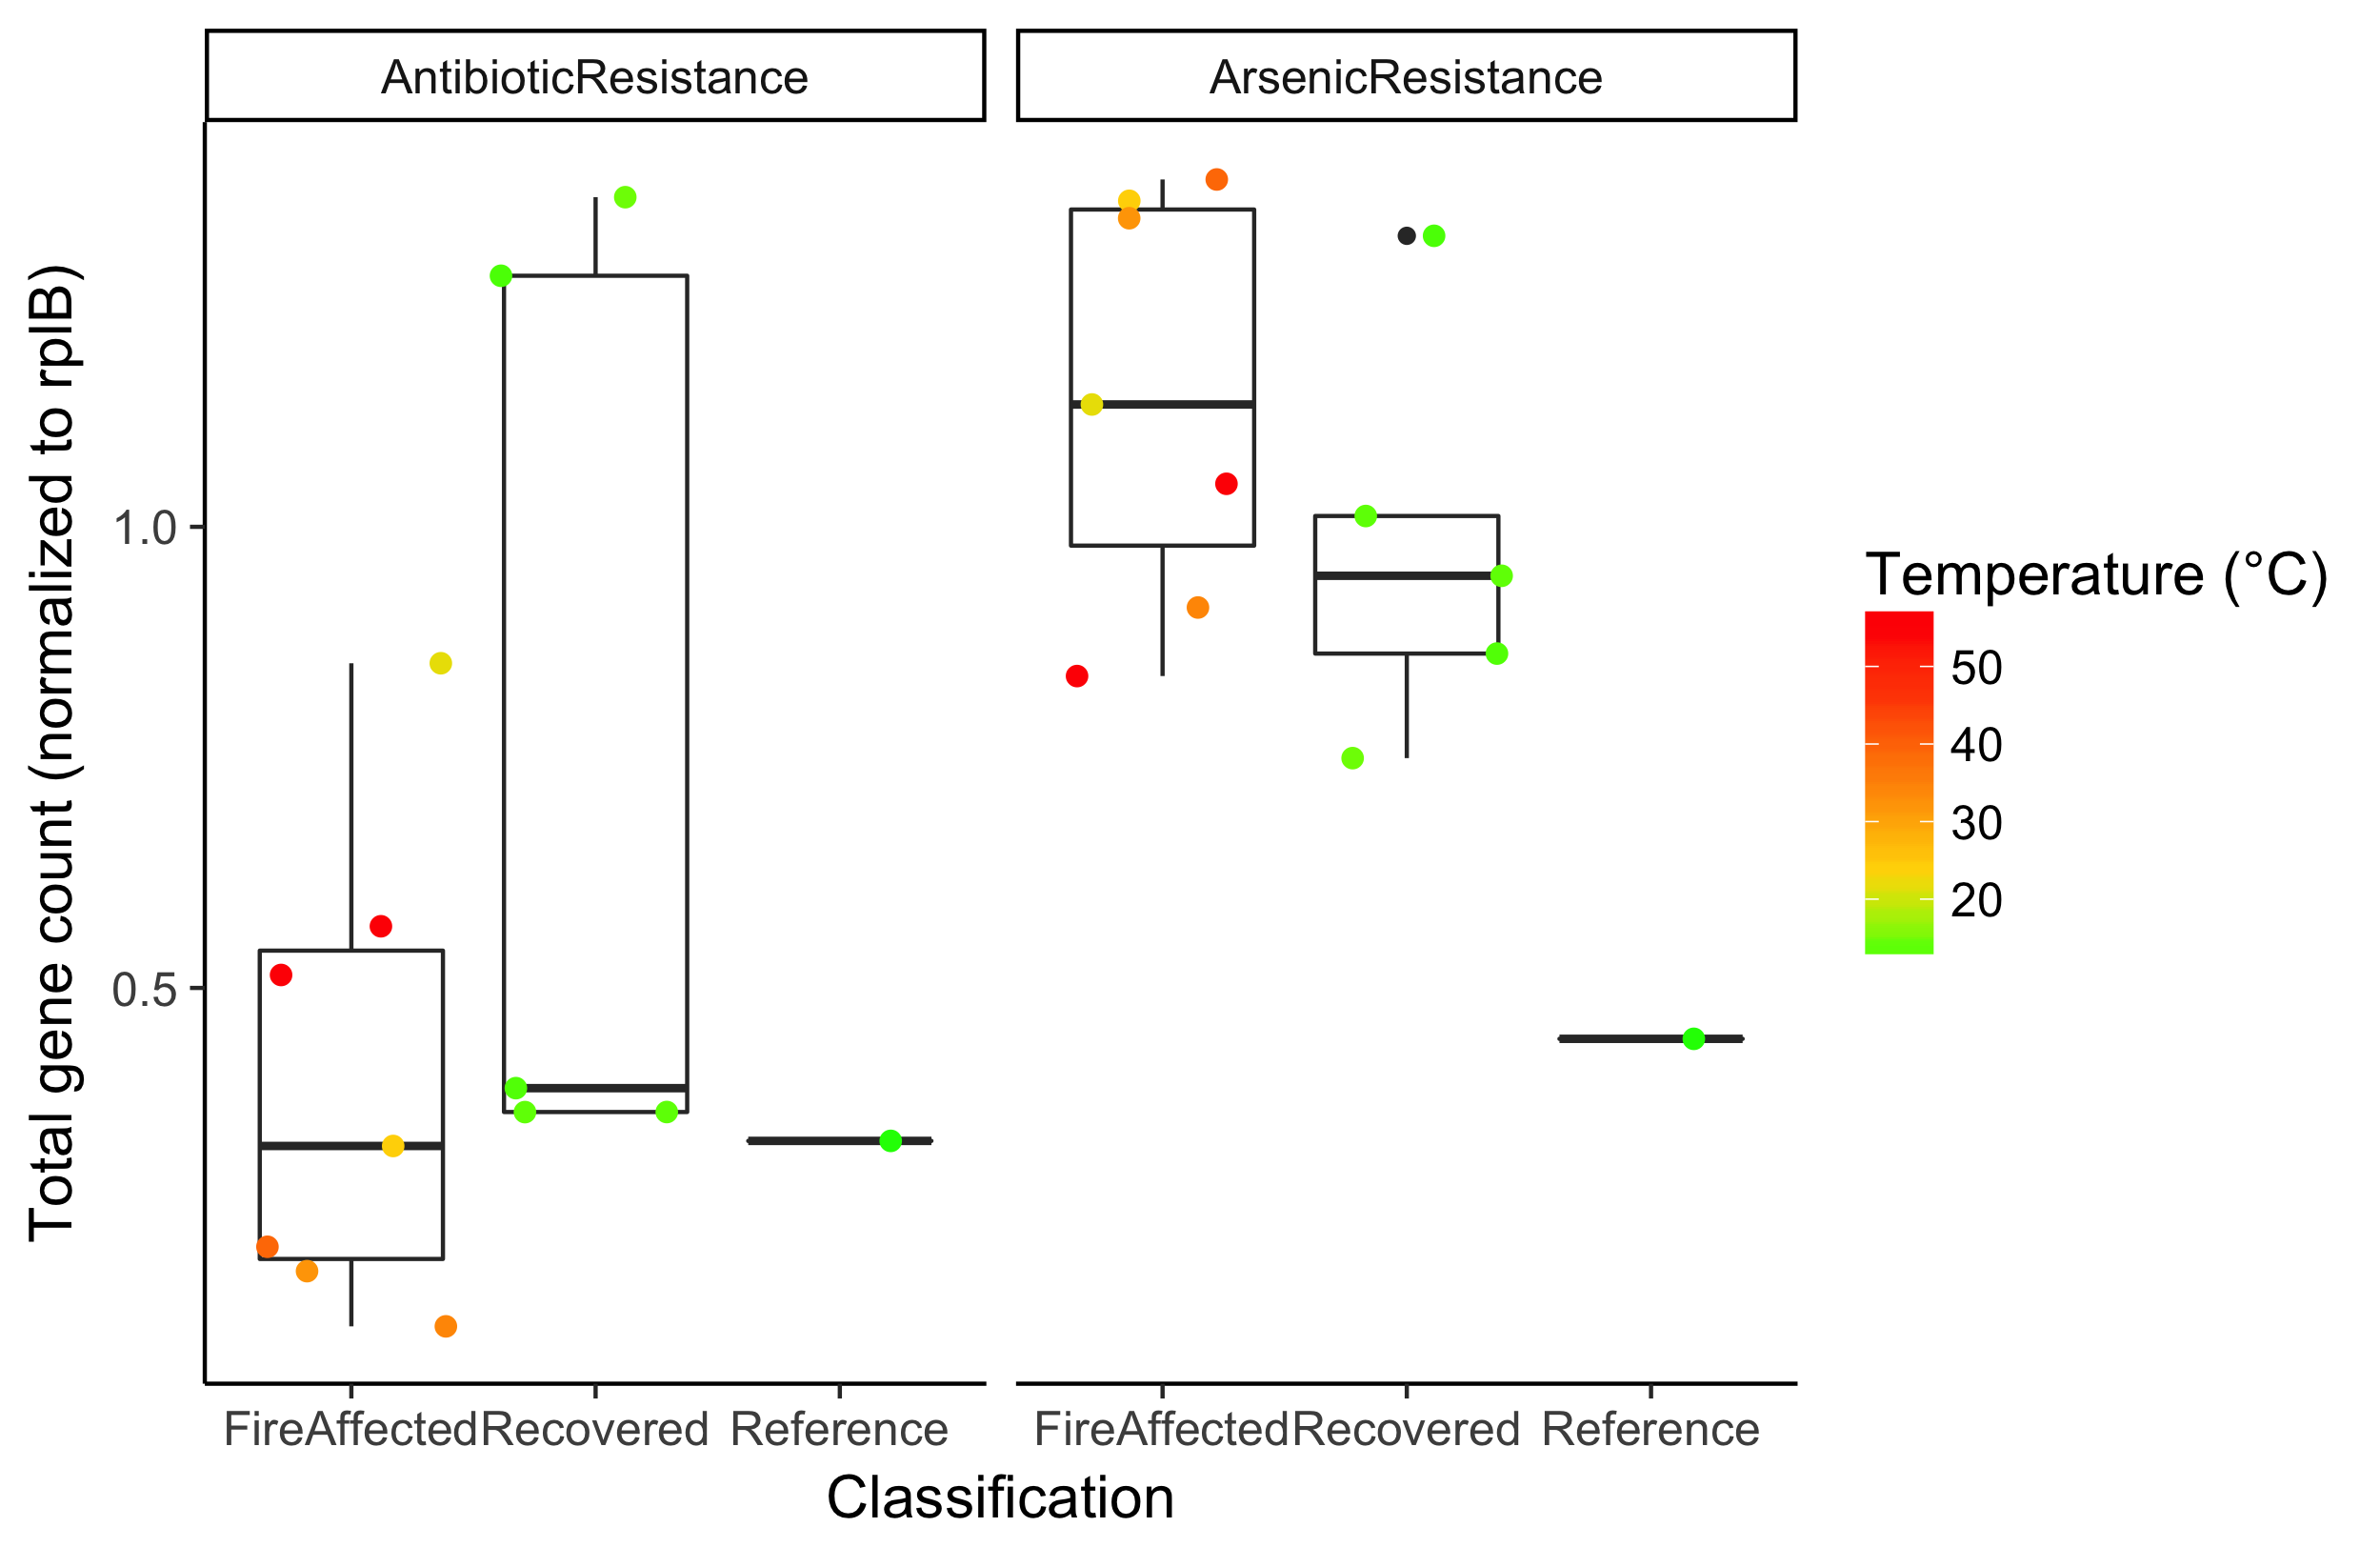 AntibioticResistance
ArsenicResistance
Total gene count (normalized to rplB)
1.0
0.5
FireAffected
Recovered
Reference
FireAffected
Recovered
Reference
Classification
Temperature (°C)
50
40
30
20